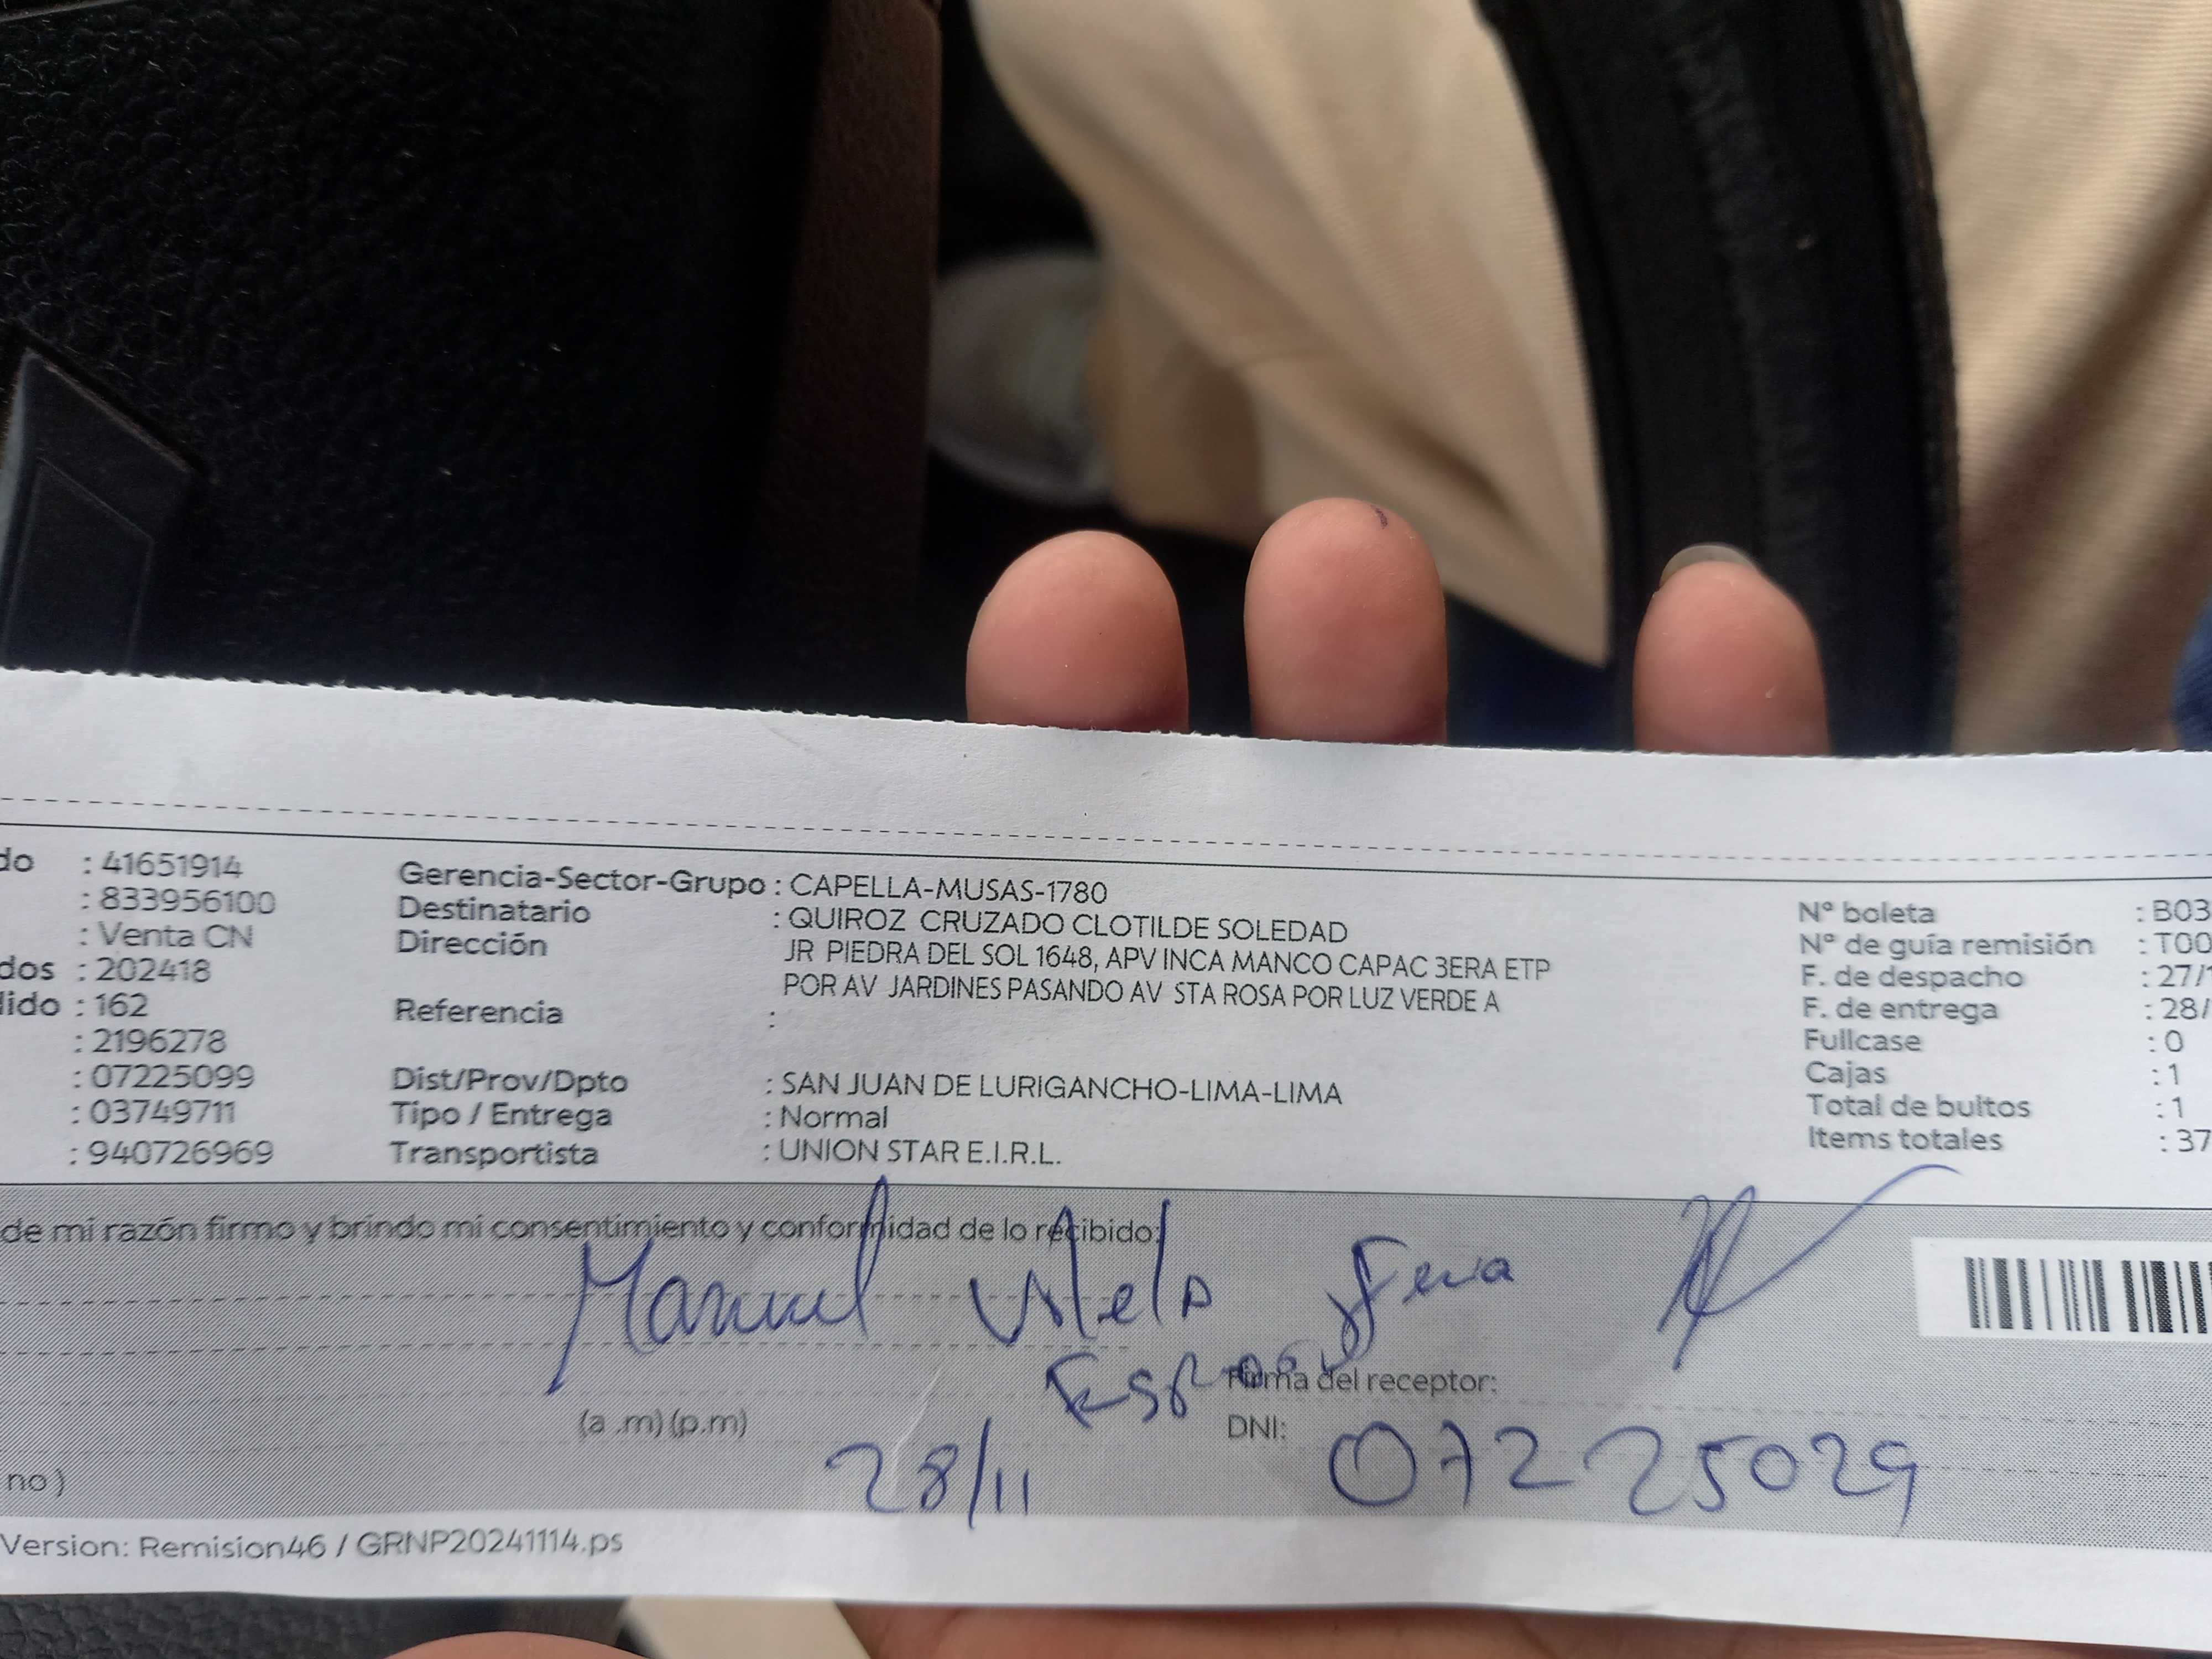 do : 41651914
: 833956100
: Venta CN
dos : 202418
lido : 162
: 2196278
: 07225099
: 03749711
: 940726969
Gerencia-Sector-Grupo : CAPELLA-MUSAS-1780
Destinatario : QUIROZ CRUZADO CLOTILDE SOLEDAD
Dirección JR PIEDRA DEL SOL 1648, APV INCA MANCO CAPAC 3ERA ETP
POR AV JARDINES PASANDO AV STA ROSA POR LUZ VERDE A
Referencia :
Dist/Prov/Dpto : SAN JUAN DE LURIGANCHO-LIMA-LIMA
Tipo / Entrega : Normal
Transportista : UNION STAR E.I.R.L.
Nº boleta : B03
Nº de guía remisión : T00
F. de despacho : 27/
F. de entrega : 28/
Fullcase : 0
Cajas : 1
Total de bultos : 1
Items totales : 37
de mi razón firmo y brindo mi consentimiento y conformidad de lo recibido:
Manuel
Firma del receptor:
(a .m) (p.m)
DNI: 07225029
28/11
no )
Version: Remision46 / GRNP20241114.ps